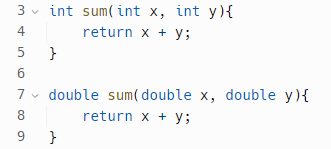 3 int sum(int x, int y){
4     return x + y;
5 }
6
7 double sum(double x, double y){
8     return x + y;
9 }